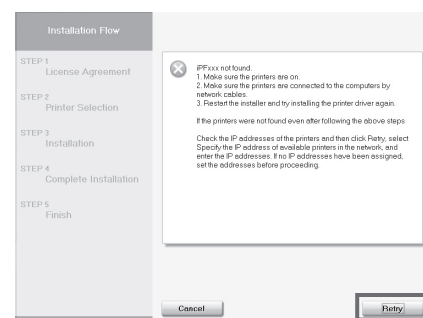 Installation Flow
STEP 1
License Agreement
STEP 2
Printer Selection
STEP 3
Installation
STEP 4
Complete Installation
STEP 5
Finish
iPFxxx not found.
1. Make sure the printers are on.
2. Make sure the printers are connected to the computers by
network cables.
3. Restart the installer and try installing the printer driver again.
If the printers were not found even after following the above steps
Check the IP addresses of the printers and then click Retry, select
Specify the IP address of available printers in the network, and
enter the IP addresses. If no IP addresses have been assigned,
set the addresses before proceeding.
Cancel
Retry